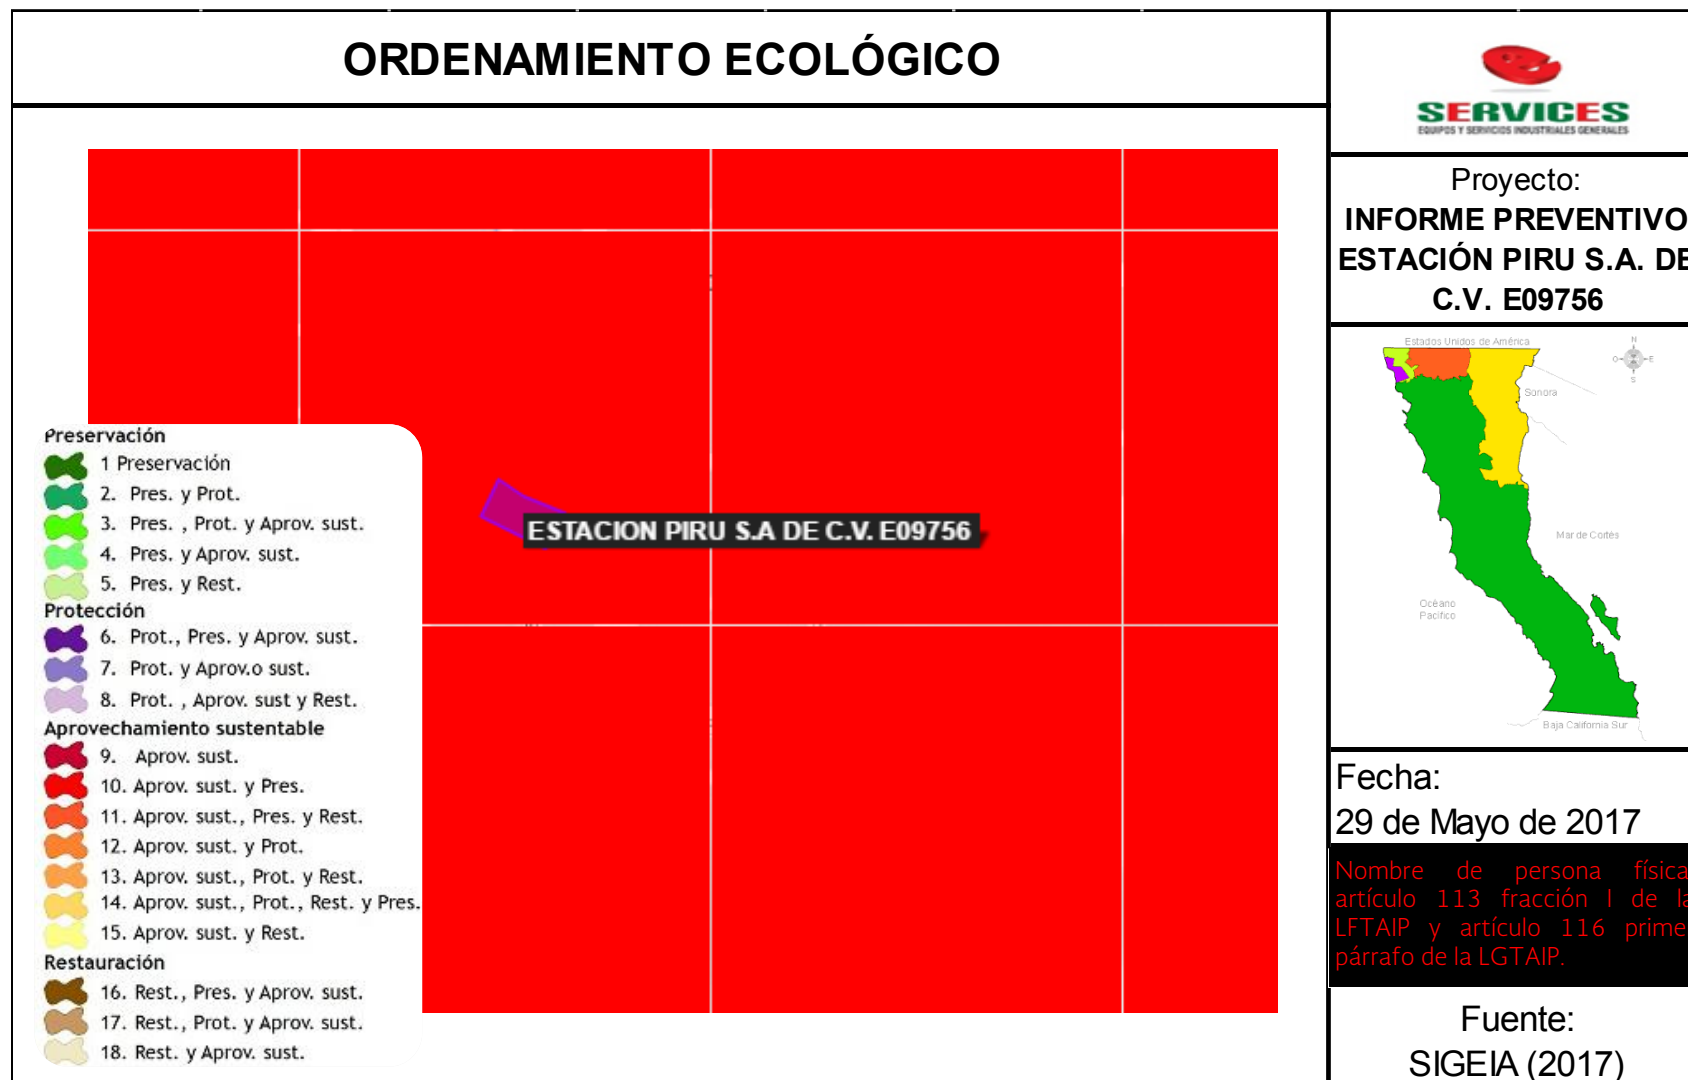 ORDENAMIENTO ECOLÓGICO
ESTACION PIRU S.A DE C.V. E09756
Preservación
1 Preservación
2. Pres. y Prot.
3. Pres. , Prot. y Aprov. sust.
4. Pres. y Aprov. sust.
5. Pres. y Rest.
Protección
6. Prot., Pres. y Aprov. sust.
7. Prot. y Aprov.o sust.
8. Prot. , Aprov. sust y Rest.
Aprovechamiento sustentable
9. Aprov. sust.
10. Aprov. sust. y Pres.
11. Aprov. sust., Pres. y Rest.
12. Aprov. sust. y Prot.
13. Aprov. sust., Prot. y Rest.
14. Aprov. sust., Prot., Rest. y Pres.
15. Aprov. sust. y Rest.
Restauración
16. Rest., Pres. y Aprov. sust.
17. Rest., Prot. y Aprov. sust.
18. Rest. y Aprov. sust.
SERVICES
EQUIPOS Y SERVICIOS INDUSTRIALES GENERALES
Proyecto:
INFORME PREVENTIVO
ESTACIÓN PIRU S.A. DE
C.V. E09756
Estados Unidos de América
N
O E
S
Sonora
Mar de Cortés
Océano
Pacífico
Baja California Sur
Fecha:
29 de Mayo de 2017
Nombre de persona física,
artículo 113 fracción I de la
LFTAIP y artículo 116 primer
párrafo de la LGTAIP.
Fuente:
SIGEIA (2017)